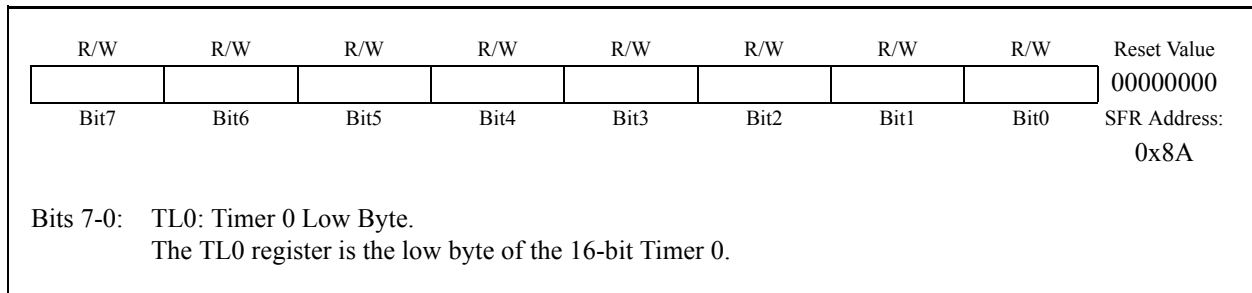 R/W R/W R/W R/W R/W R/W R/W R/W Reset Value
00000000
Bit7 Bit6 Bit5 Bit4 Bit3 Bit2 Bit1 Bit0 SFR Address:
0x8A
Bits 7-0: TL0: Timer 0 Low Byte.
The TL0 register is the low byte of the 16-bit Timer 0.